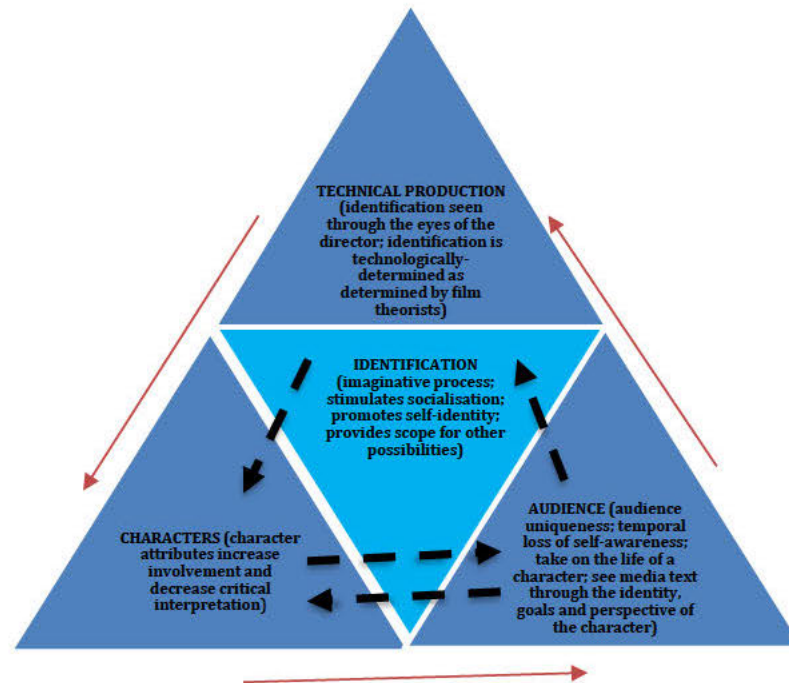 TECHNICAL PRODUCTION
(identification seen
through the eyes of the
director; identification is
technologically-
determined as
determined by film
theorists)
IDENTIFICATION
(imaginative process;
stimulates socialisation;
promotes self-identity;
provides scope for other
possibilities)
CHARACTERS (character
attributes increase
involvement and
decrease critical
interpretation)
AUDIENCE (audience
uniqueness; temporal
loss of self-awareness;
take on the life of a
character; see media text
through the identity,
goals and perspective of
the character)